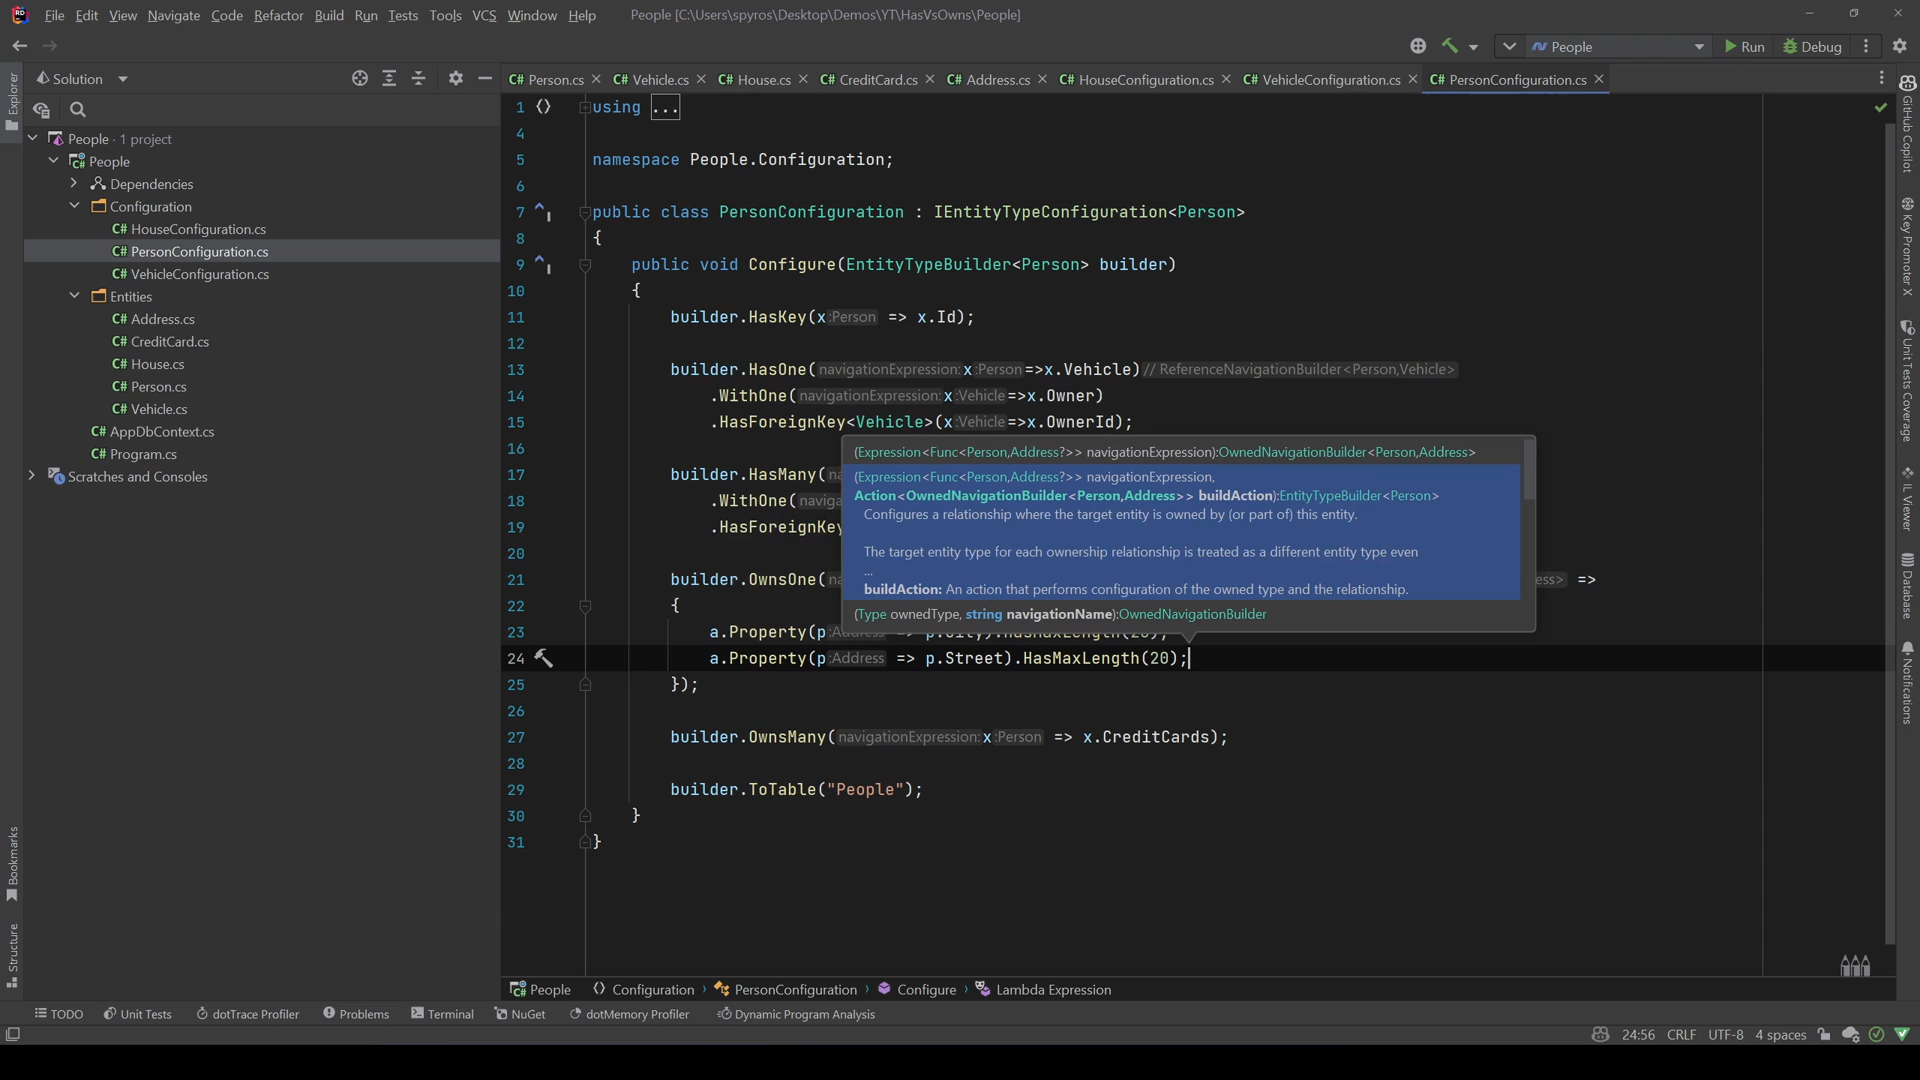 File Edit View Navigate Code Refactor Build Run Tests Tools VCS Window Help People [C:\Users\spyros\Desktop\Demos\YT\HasVsOwns\People]
People Run Debug
Explorer
Solution
C# Person.cs C# Vehicle.cs C# House.cs C# CreditCard.cs C# Address.cs C# HouseConfiguration.cs C# VehicleConfiguration.cs C# PersonConfiguration.cs
People · 1 project
People
Dependencies
Configuration
C# HouseConfiguration.cs
C# PersonConfiguration.cs
C# VehicleConfiguration.cs
Entities
C# Address.cs
C# CreditCard.cs
C# House.cs
C# Person.cs
C# Vehicle.cs
C# AppDbContext.cs
C# Program.cs
Scratches and Consoles
Bookmarks
Structure
1 using ...
4
5 namespace People.Configuration;
6
7 public class PersonConfiguration : IEntityTypeConfiguration<Person>
8 {
9 public void Configure(EntityTypeBuilder<Person> builder)
10 {
11 builder.HasKey(x :Person => x.Id);
12
13 builder.HasOne( navigationExpression: x :Person =>x.Vehicle) // ReferenceNavigationBuilder<Person,Vehicle>
14 .WithOne( navigationExpression: x :Vehicle =>x.Owner)
15 .HasForeignKey<Vehicle>(x :Vehicle =>x.OwnerId);
16
17 builder.HasMany( na
18 .WithOne( naviga
19 .HasForeignKey
20
21 builder.OwnsOne( na ess> =>
22 {
23 a.Property(p :Address => p.City).HasMaxLength(20);
24 a.Property(p :Address => p.Street).HasMaxLength(20);
25 });
26
27 builder.OwnsMany( navigationExpression: x :Person => x.CreditCards);
28
29 builder.ToTable("People");
30 }
31 }
(Expression<Func<Person,Address?>> navigationExpression):OwnedNavigationBuilder<Person,Address>
(Expression<Func<Person,Address?>> navigationExpression,
Action<OwnedNavigationBuilder<Person,Address>> buildAction):EntityTypeBuilder<Person>
Configures a relationship where the target entity is owned by (or part of) this entity.
The target entity type for each ownership relationship is treated as a different entity type even
...
buildAction: An action that performs configuration of the owned type and the relationship.
(Type ownedType, string navigationName):OwnedNavigationBuilder
GitHub Copilot
Key Promoter X
Unit Tests Coverage
IL Viewer
Database
Notifications
People Configuration PersonConfiguration Configure Lambda Expression
TODO Unit Tests dotTrace Profiler Problems Terminal NuGet dotMemory Profiler Dynamic Program Analysis
24:56 CRLF UTF-8 4 spaces